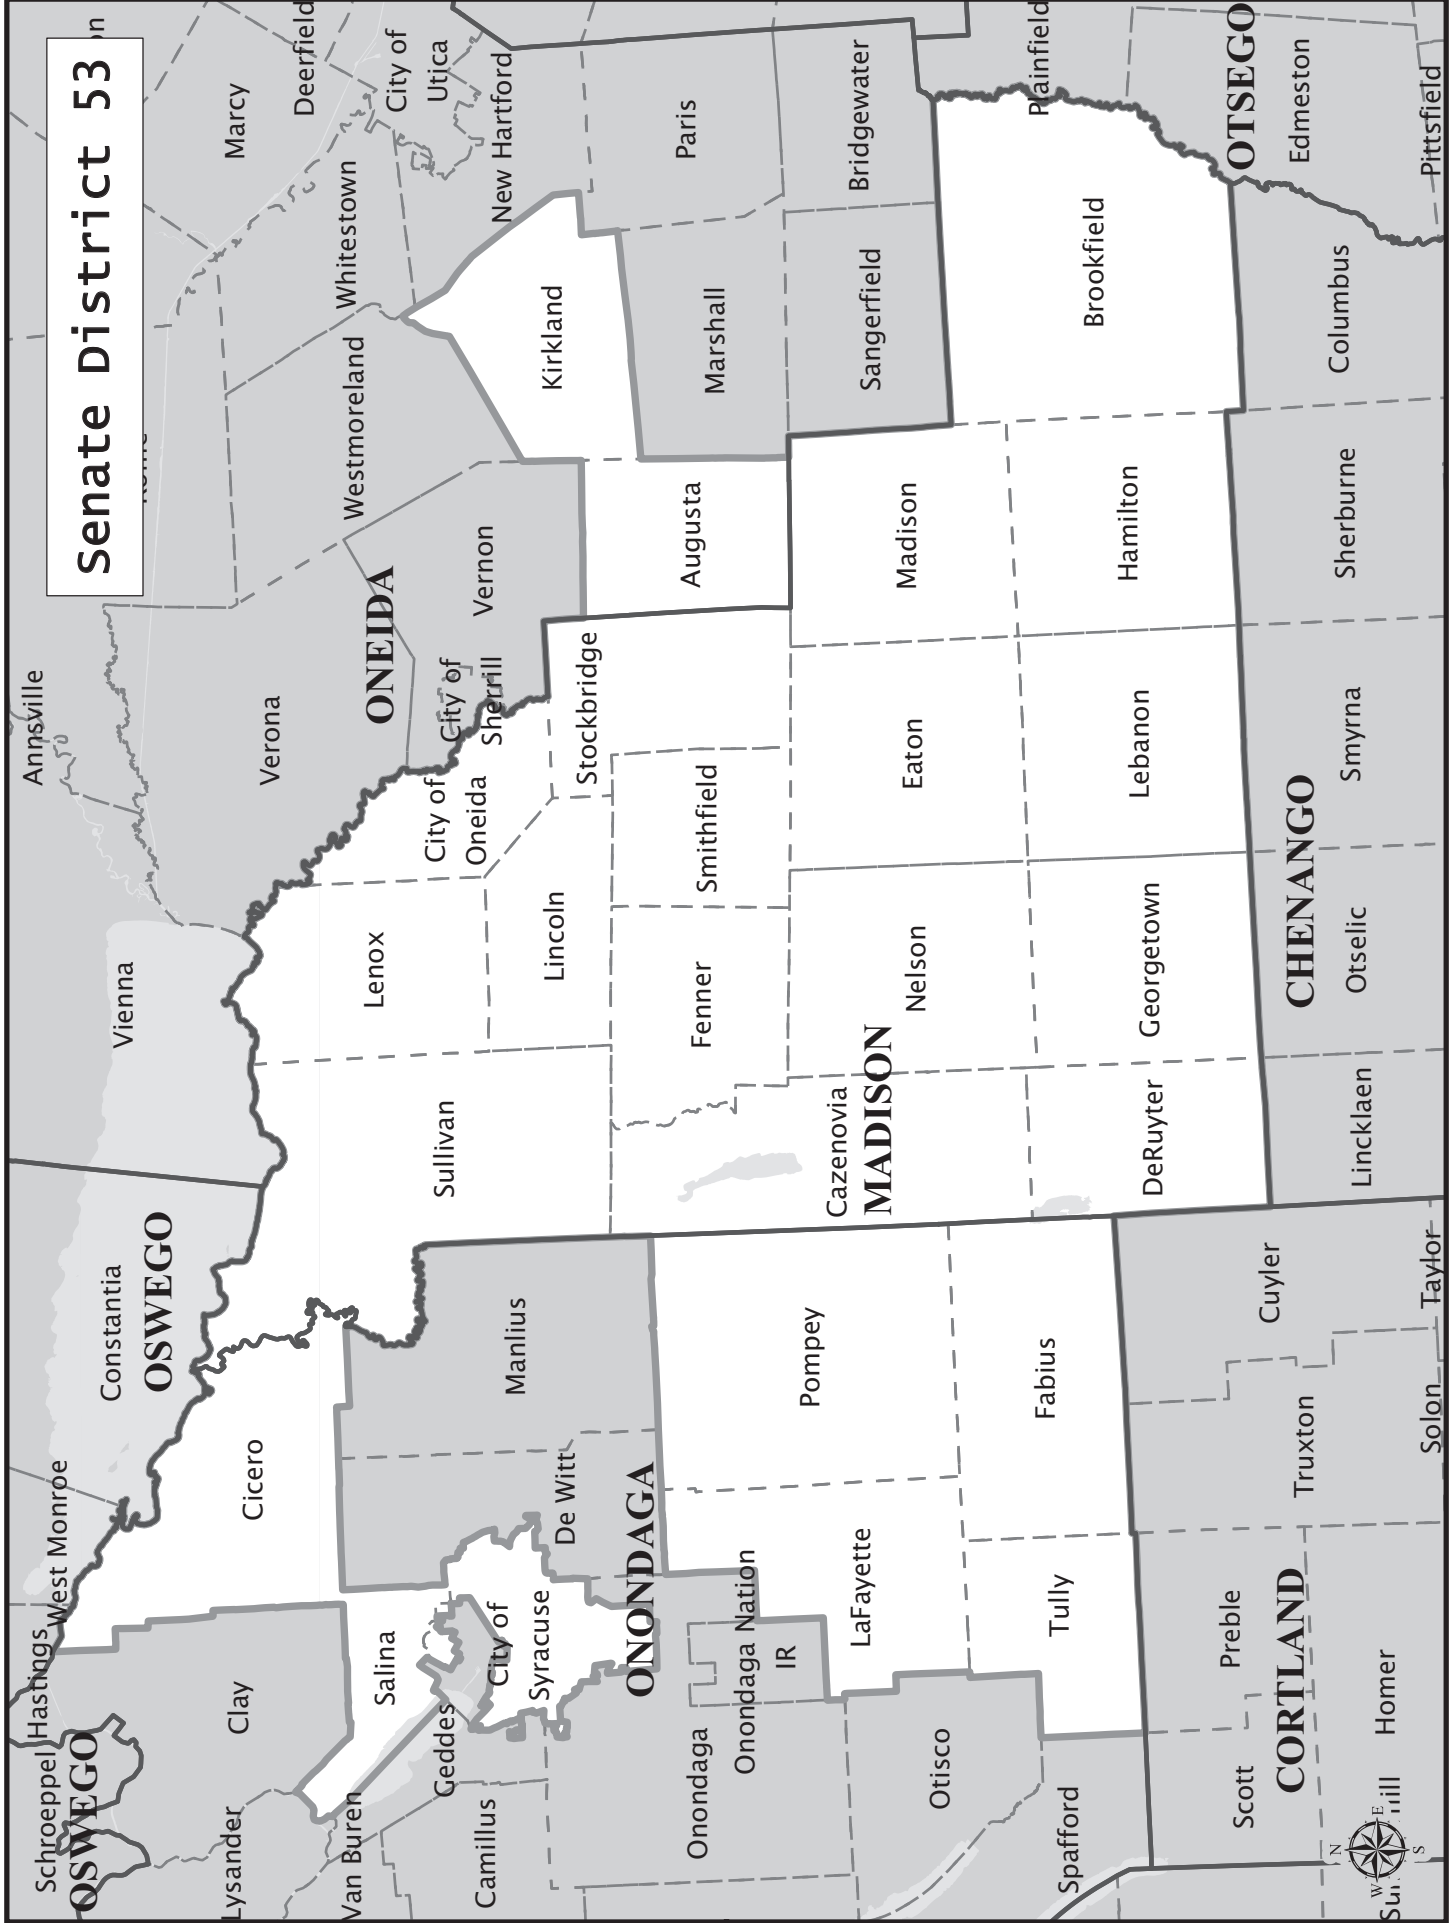 Senate District 53
Schroeppel
Hastings
West Monroe
OSWEGO
Constantia
OSWEGO
Vienna
Annsville
Lysander
Clay
Cicero
Verona
Marcy
Deerfield
Van Buren
Salina
Lenox
ONEIDA
Westmoreland
Whitestown
City of
Utica
Camillus
Geddes
City of
Syracuse
Manlius
Sullivan
City of
Oneida
City of
Sherrill
Vernon
New Hartford
De Witt
Lincoln
Stockbridge
Kirkland
ONONDAGA
Onondaga
Onondaga Nation
IR
Fenner
Smithfield
Augusta
Marshall
Paris
LaFayette
Pompey
Cazenovia
MADISON
Nelson
Eaton
Madison
Sangerfield
Bridgewater
Otisco
Spafford
Tully
Fabius
DeRuyter
Georgetown
Lebanon
Hamilton
Brookfield
Plainfield
Scott
Preble
CORTLAND
Truxton
Cuyler
OTSEGO
Edmeston
CHENANGO
Lincklaen
Otselic
Smyrna
Sherburne
Columbus
Homer
Solon
Taylor
Pittsfield
N
E
S
W